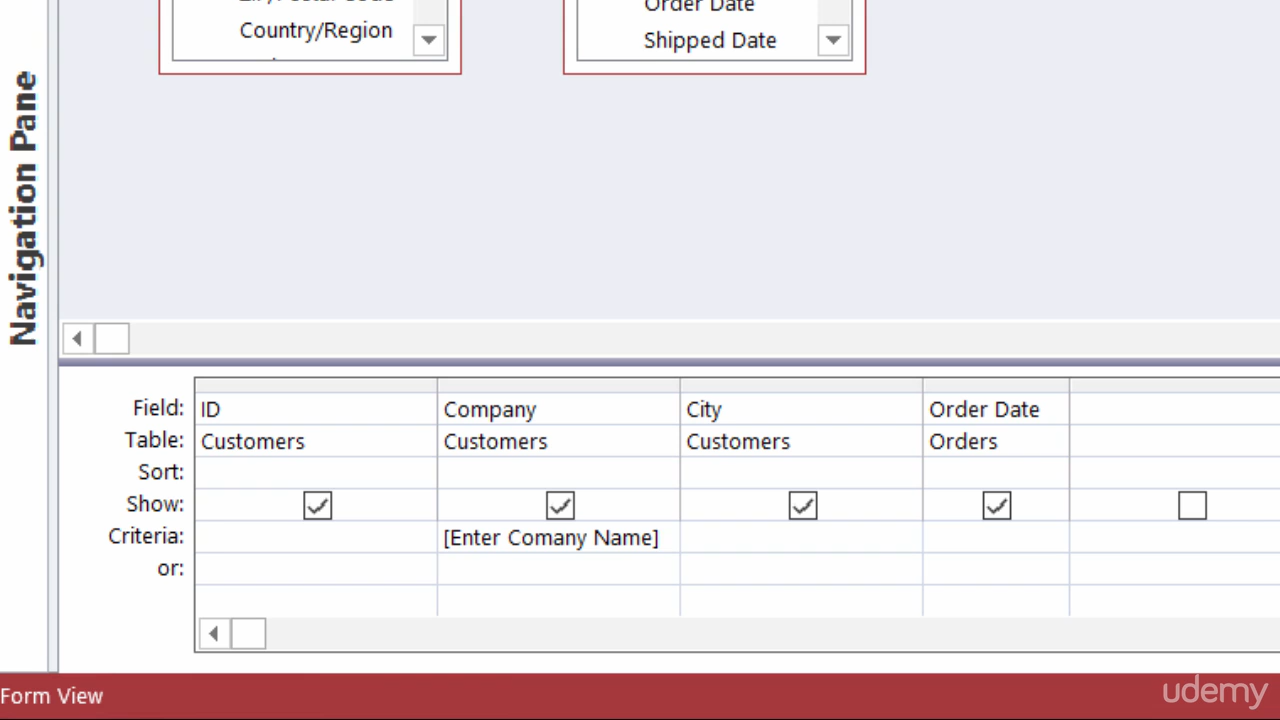 Country/Region
Order Date
Shipped Date
Navigation Pane
Field: ID Company City Order Date
Table: Customers Customers Customers Orders
Sort:
Show:
Criteria: [Enter Comany Name]
or:
Form View
udemy